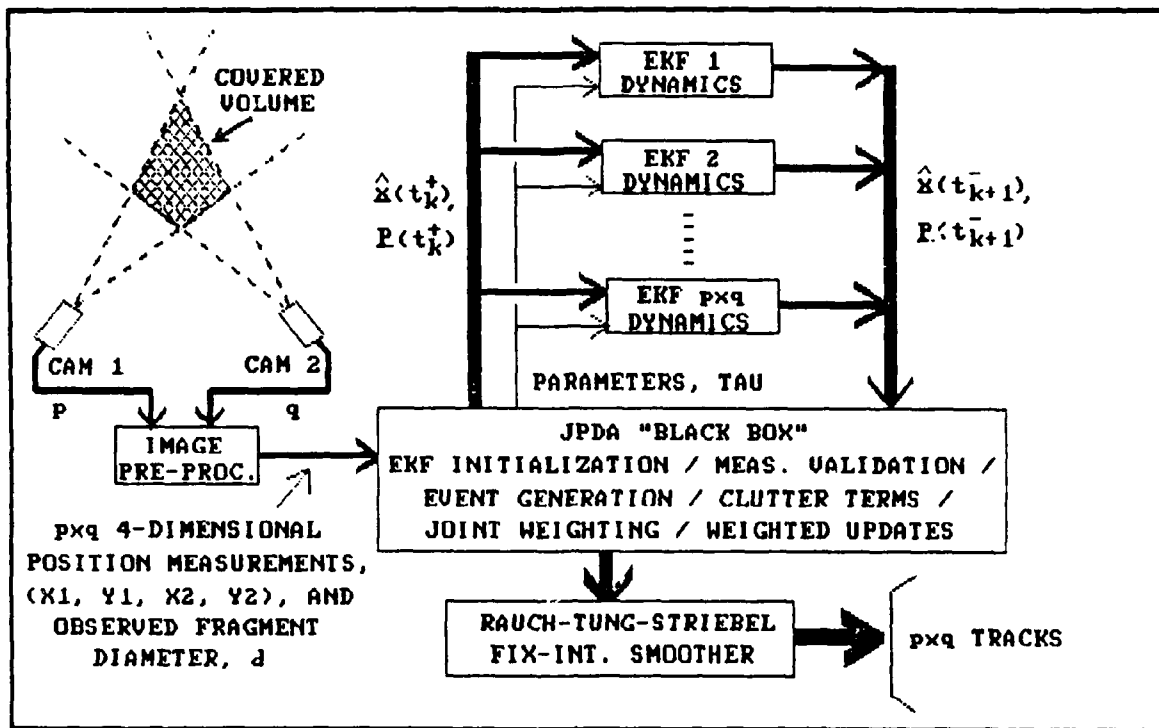 COVERED
VOLUME
CAM 1
CAM 2
p
q
IMAGE
PRE-PROC.
p×q 4-DIMENSIONAL
POSITION MEASUREMENTS,
(X1, Y1, X2, Y2), AND
OBSERVED FRAGMENT
DIAMETER, d
EKF 1
DYNAMICS
EKF 2
DYNAMICS
EKF p×q
DYNAMICS
x̂(t⁺ₖ),
P(t⁺ₖ)
x̂(t⁻ₖ₊₁),
P(t⁻ₖ₊₁)
PARAMETERS, TAU
JPDA "BLACK BOX"
EKF INITIALIZATION / MEAS. VALIDATION /
EVENT GENERATION / CLUTTER TERMS /
JOINT WEIGHTING / WEIGHTED UPDATES
RAUCH-TUNG-STRIEBEL
FIX-INT. SMOOTHER
p×q TRACKS